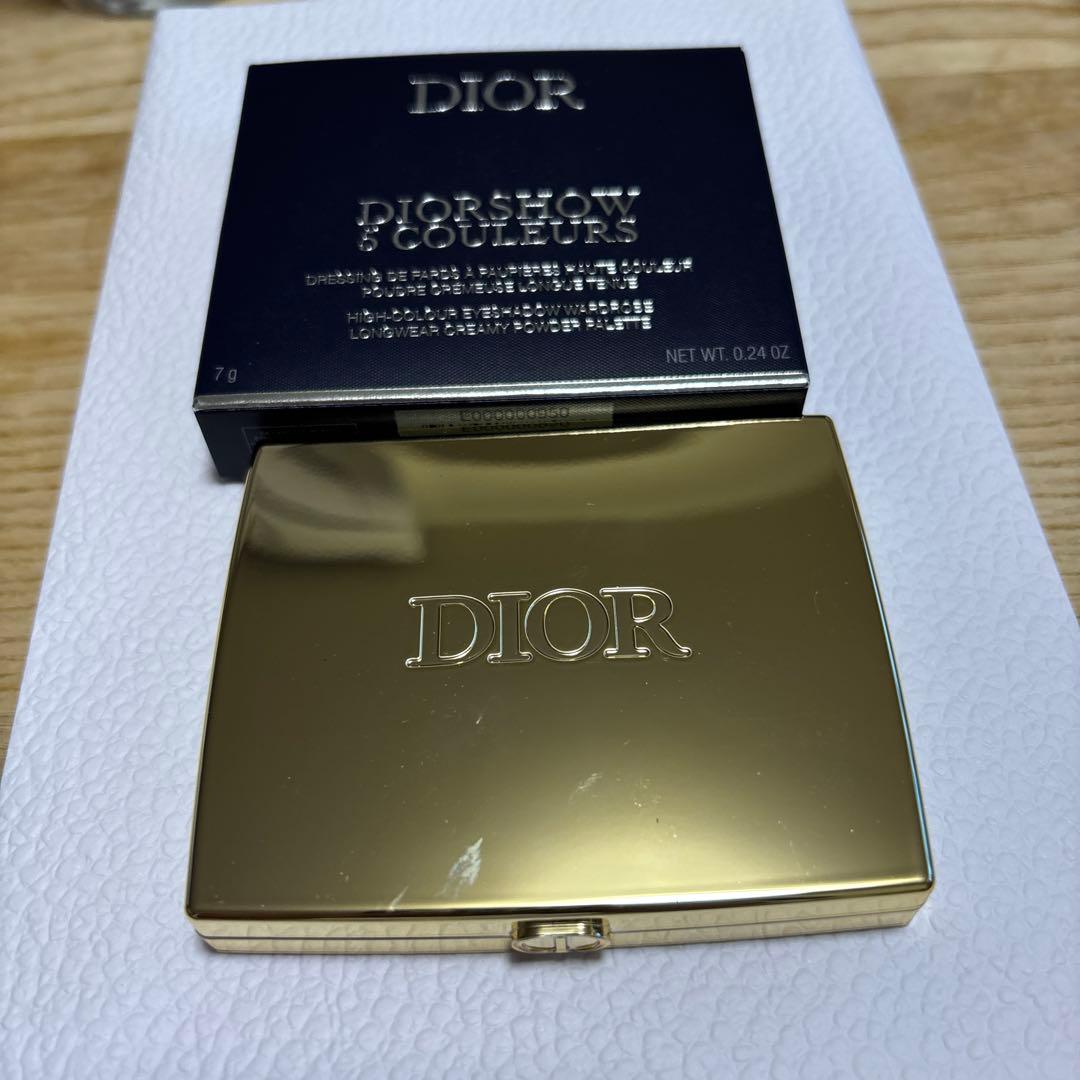 DIOR
DIORSHOW
5 COULEURS
DRESSING DE FARDS À PAUPIÈRES HAUTE COULEUR
POUDRE CRÉMEUSE LONGUE TENUE
HIGH-COLOUR EYESHADOW WARDROBE
LONGWEAR CREAMY POWDER PALETTE
7 g
NET WT. 0.24 OZ
DIOR